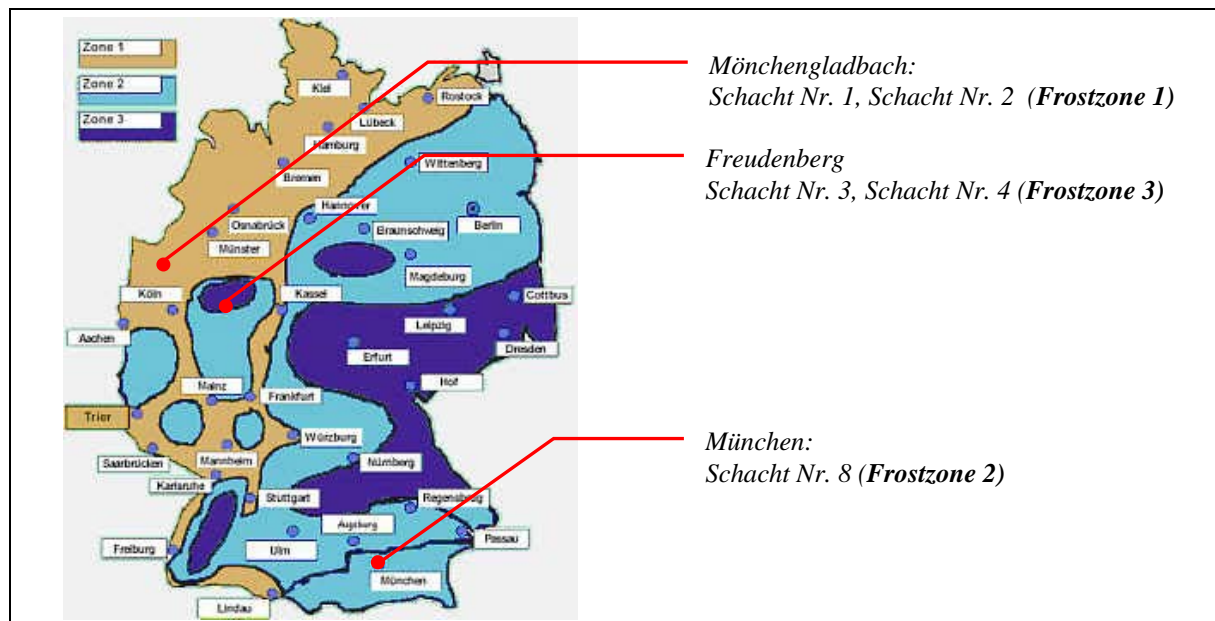 Zone 1
Zone 2
Zone 3
Kiel
Rostock
Lübeck
Hamburg
Wittenberg
Bremen
Hannover
Osnabrück
Braunschweig
Berlin
Münster
Magdeburg
Köln
Kassel
Cottbus
Leipzig
Aachen
Dresden
Erfurt
Mainz
Hof
Frankfurt
Trier
Würzburg
Saarbrücken
Mannheim
Nürnberg
Karlsruhe
Stuttgart
Regensburg
Augsburg
Freiburg
Ulm
Passau
München
Lindau
Mönchengladbach:
Schacht Nr. 1, Schacht Nr. 2 (Frostzone 1)
Freudenberg
Schacht Nr. 3, Schacht Nr. 4 (Frostzone 3)
München:
Schacht Nr. 8 (Frostzone 2)